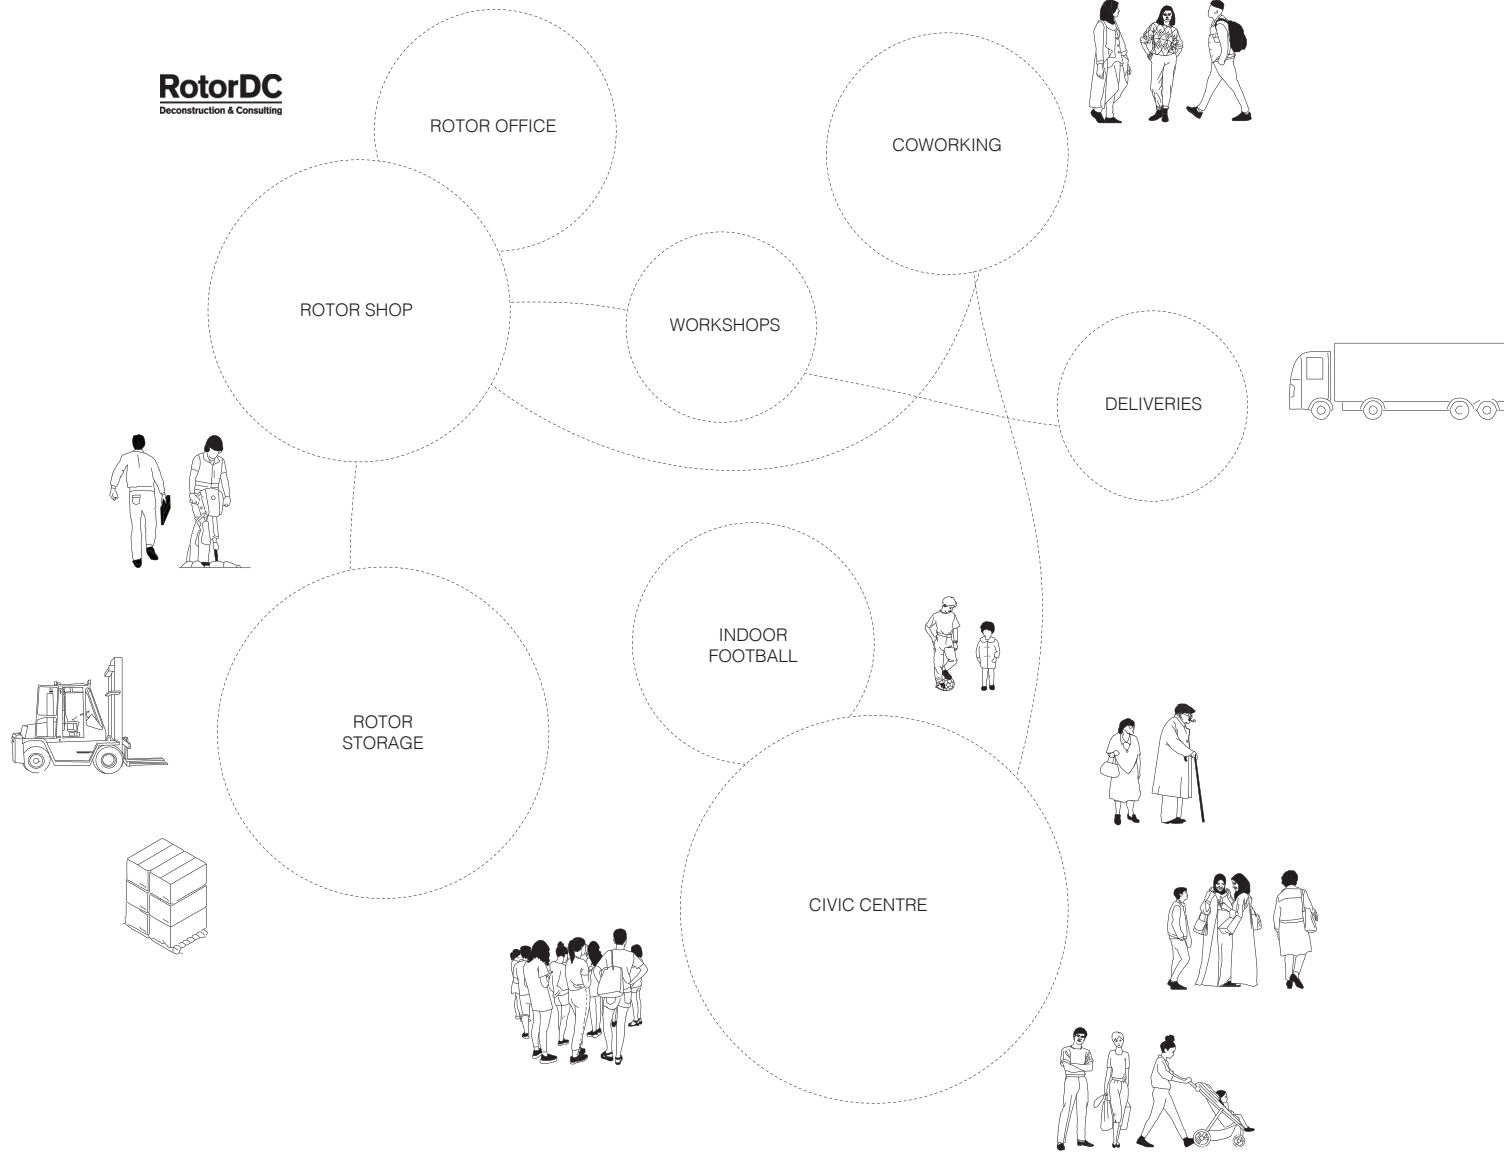 RotorDC
Deconstruction & Consulting
ROTOR OFFICE
COWORKING
ROTOR SHOP
WORKSHOPS
DELIVERIES
INDOOR
FOOTBALL
ROTOR
STORAGE
CIVIC CENTRE